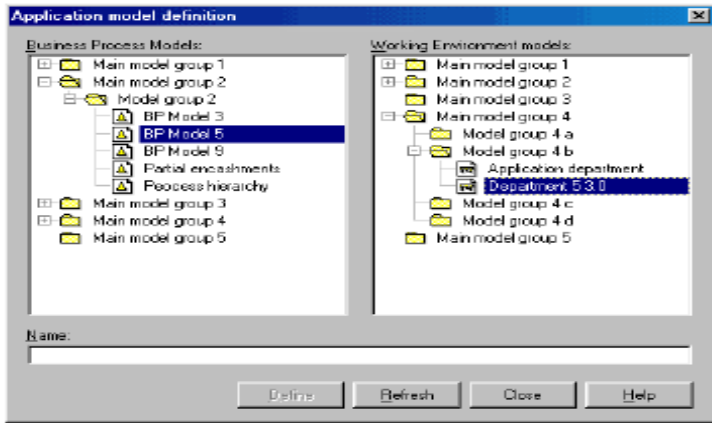 Application model definition
Business Process Models:
Main model group 1
Main model group 2
Model group 2
BP Model 3
BP Model 5
BP Model 9
Partial encashments
Peocess hierarchy
Main model group 3
Main model group 4
Main model group 5
Working Environment models:
Main model group 1
Main model group 2
Main model group 3
Main model group 4
Model group 4 a
Model group 4 b
Application department
Department 5.3.0
Model group 4 c
Model group 4 d
Main model group 5
Name:
Define
Refresh
Close
Help